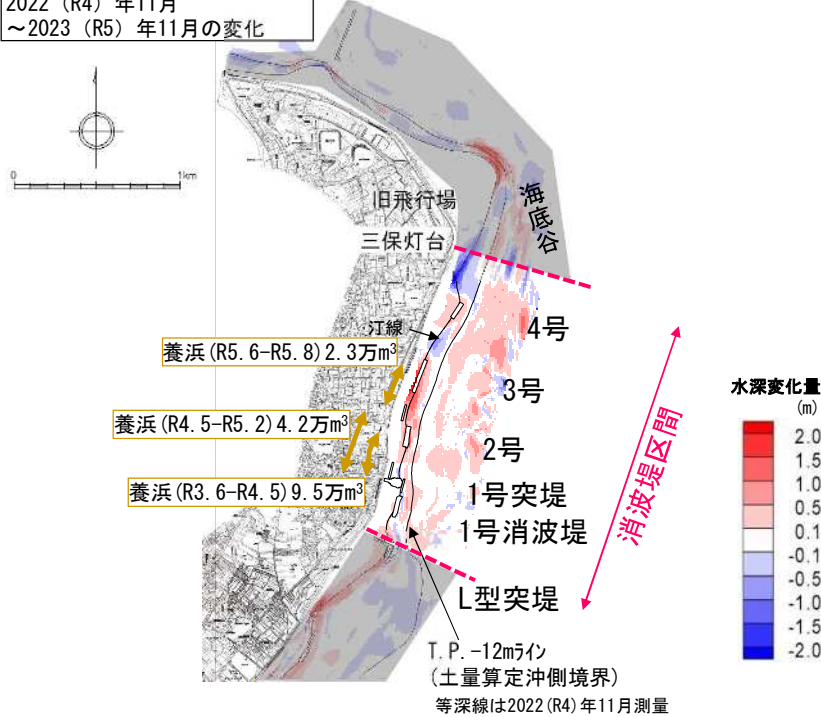 2022（R4）年11月
～2023（R5）年11月の変化
0
1km
旧飛行場
海底谷
三保灯台
汀線
4号
養浜(R5.6-R5.8)2.3万m³
3号
養浜(R4.5-R5.2)4.2万m³
2号
養浜(R3.6-R4.5)9.5万m³
1号突堤
1号消波堤
消波堤区間
L型突堤
T.P.-12mライン
(土量算定沖側境界)
等深線は2022(R4)年11月測量
水深変化量
(m)
2.0
1.5
1.0
0.5
0.1
-0.1
-0.5
-1.0
-1.5
-2.0